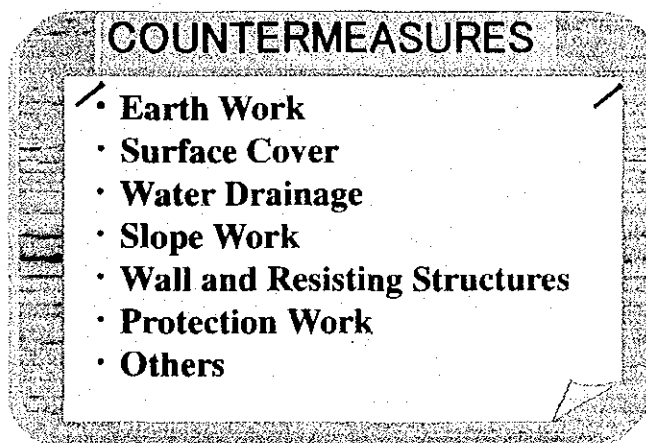 COUNTERMEASURES
· Earth Work
· Surface Cover
· Water Drainage
· Slope Work
· Wall and Resisting Structures
· Protection Work
· Others